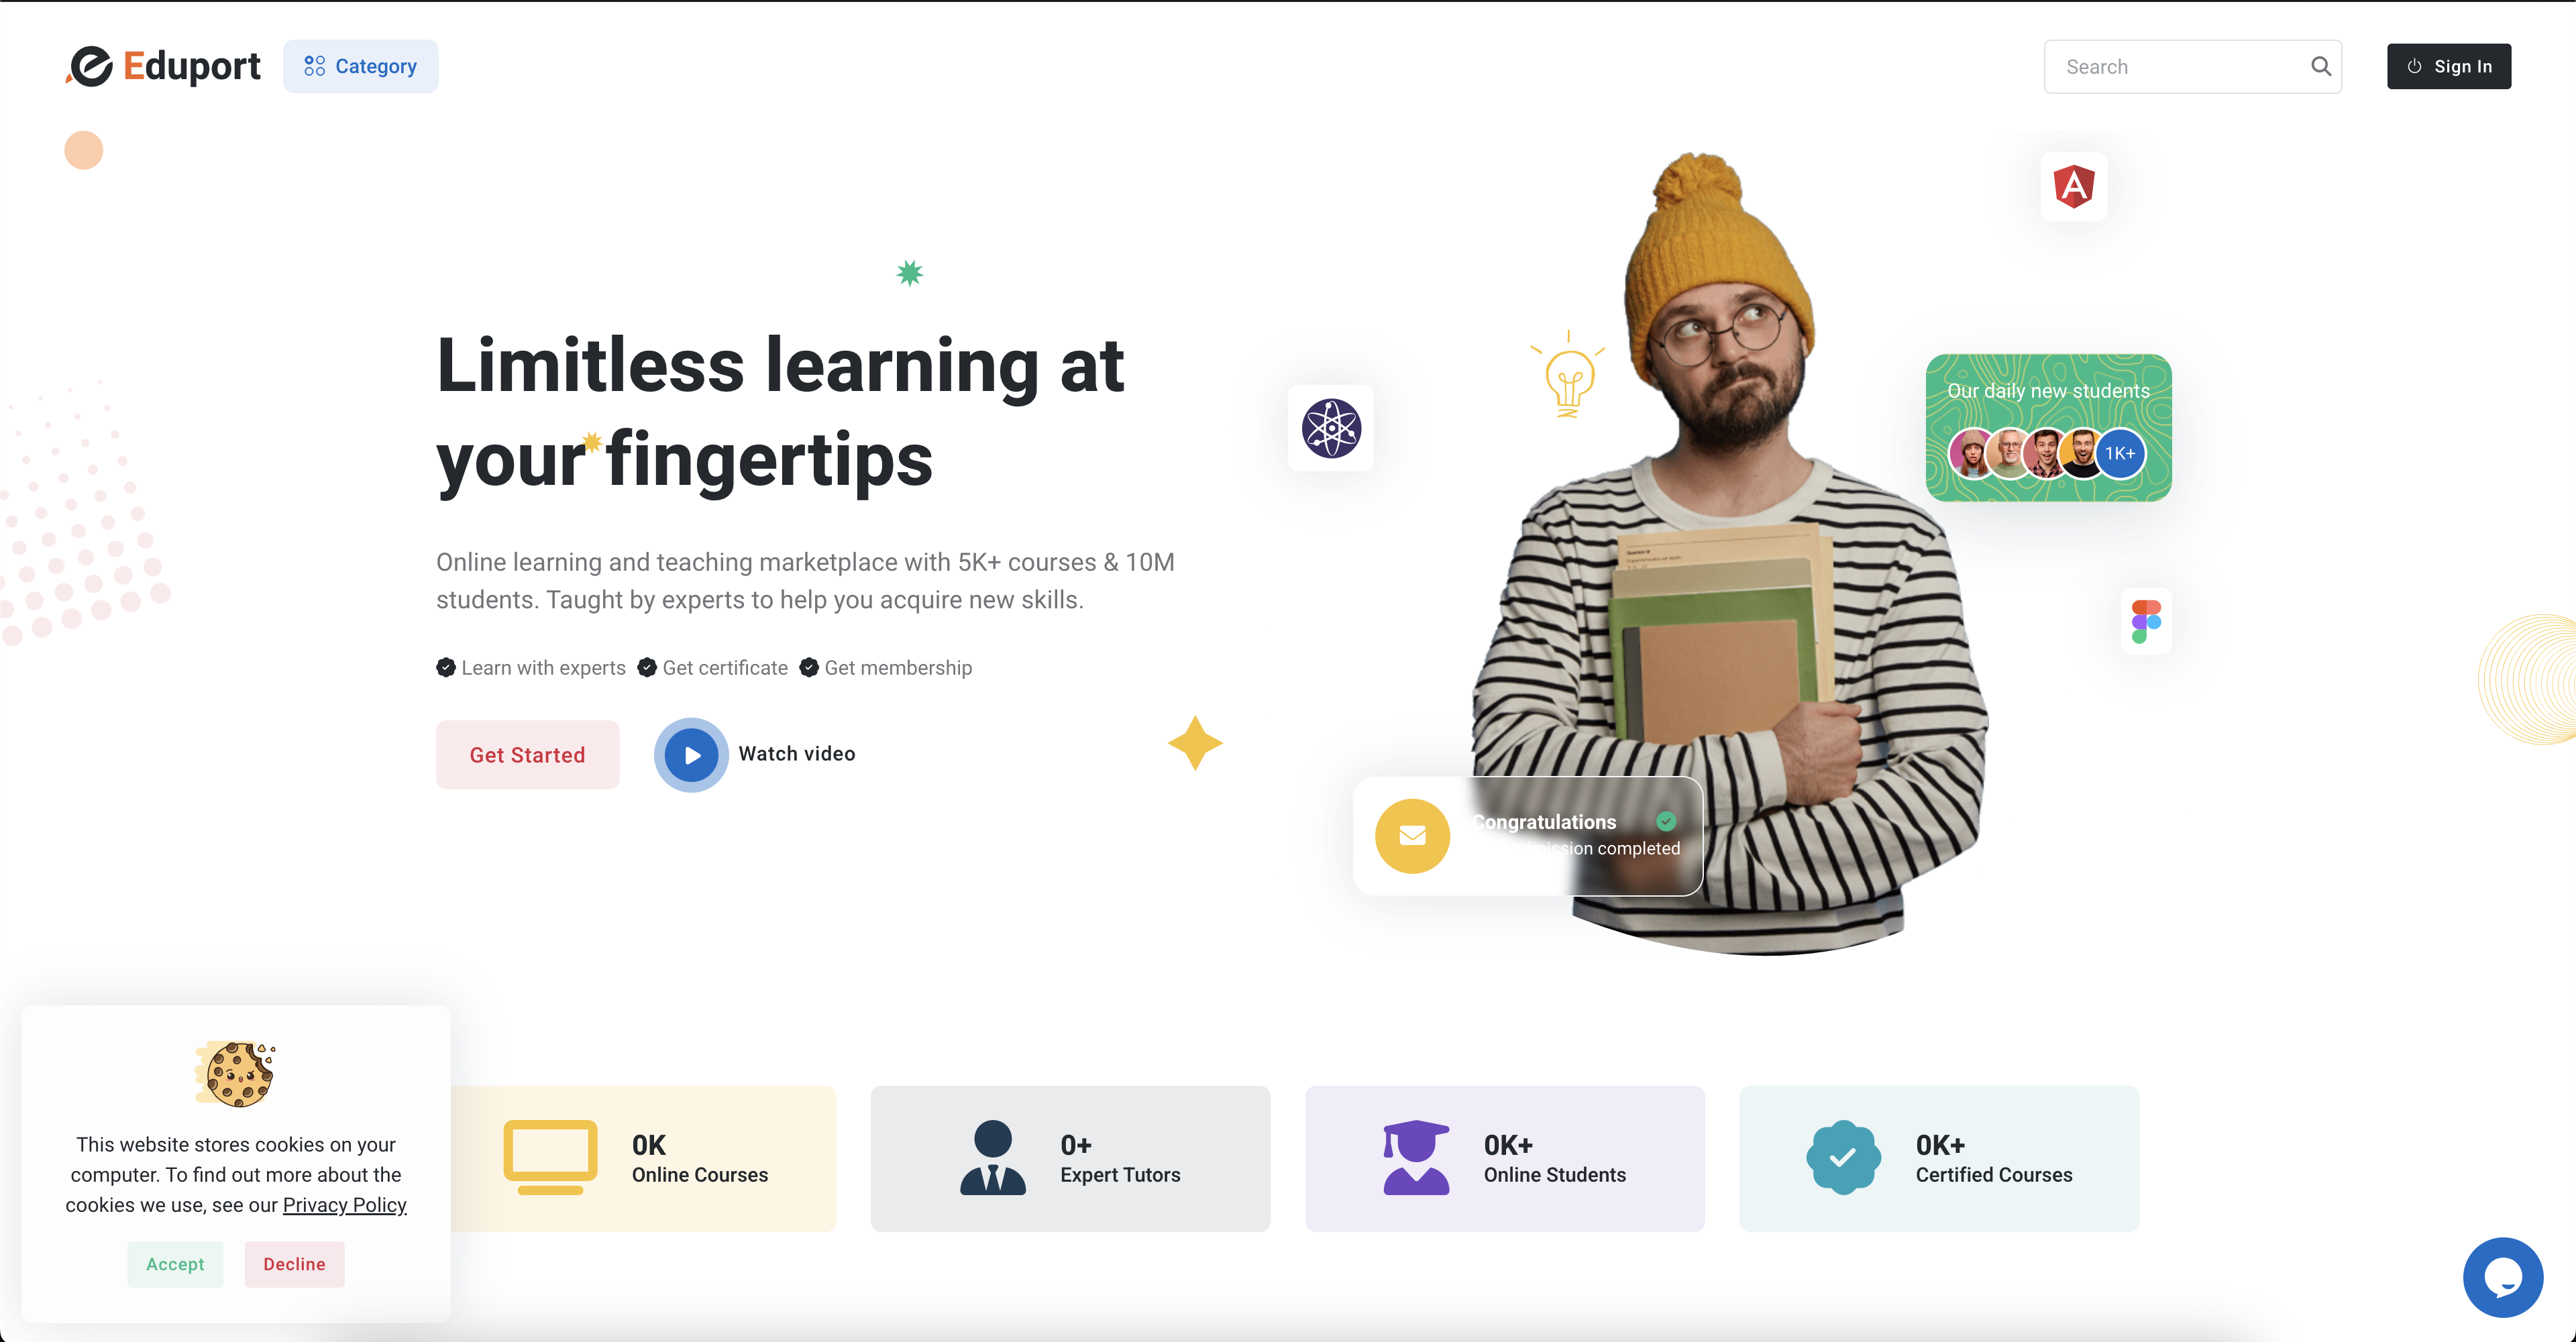 Eduport
Category
Search
Sign In
Limitless learning at
your fingertips
Online learning and teaching marketplace with 5K+ courses & 10M
students. Taught by experts to help you acquire new skills.
Learn with experts Get certificate Get membership
Get Started
Watch video
Our daily new students
1K+
Congratulations
completed
This website stores cookies on your
computer. To find out more about the
cookies we use, see our Privacy Policy
Accept
Decline
0K
Online Courses
0+
Expert Tutors
0K+
Online Students
0K+
Certified Courses